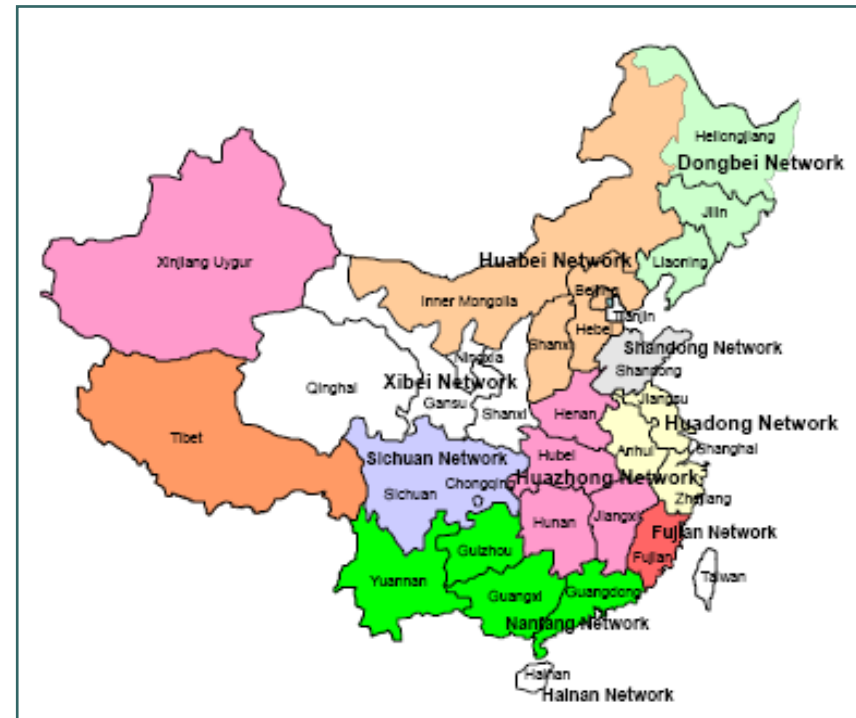 Heilongjiang
Dongbei Network
Jilin
Liaoning
Xinjiang Uygur
Huabei Network
Inner Mongolia
Beijing
Tianjin
Hebei
Shanxi
Shandong Network
Shandong
Ningxia
Xibei Network
Qinghai
Gansu
Shanxi
Henan
Jiangsu
Huadong Network
Anhui
Shanghai
Tibet
Sichuan Network
Hubei
Chongqing
Huazhong Network
Sichuan
Zhejiang
Hunan
Jiangxi
Fujian Network
Fujian
Guizhou
Yuannan
Guangxi
Guangdong
Taiwan
Nanfang Network
Hainan
Hainan Network